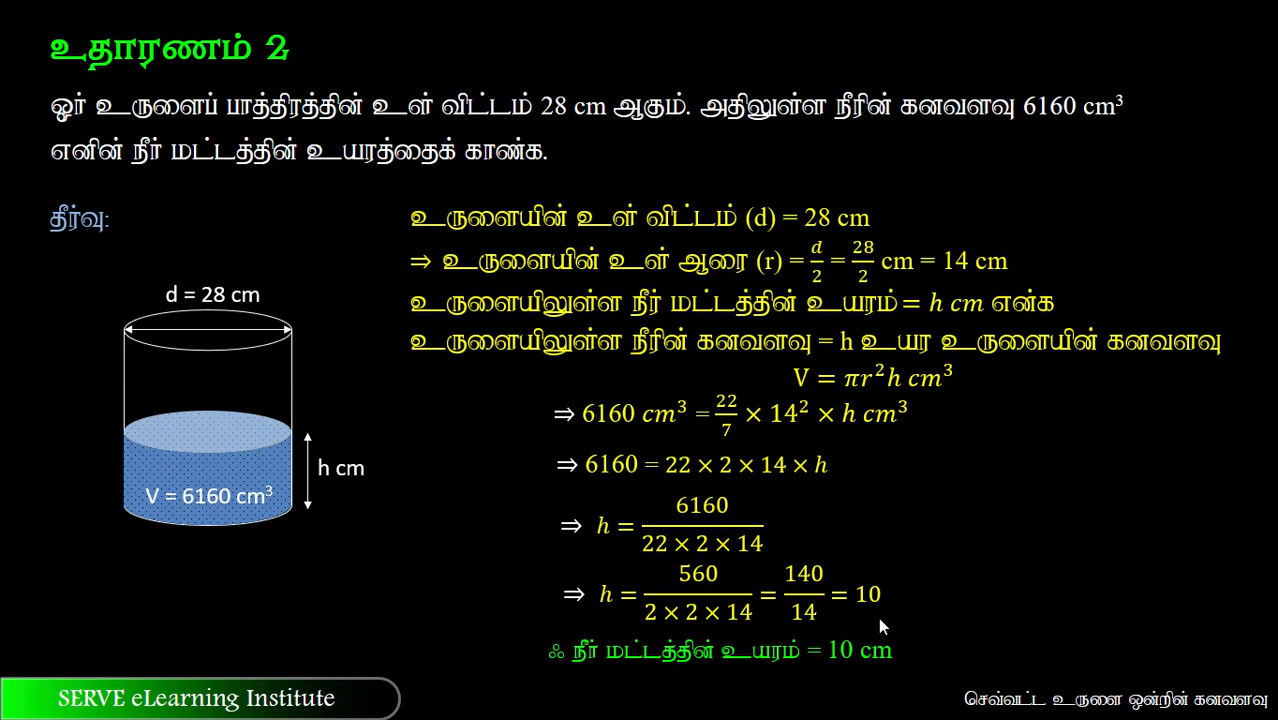 உதாரணம் 2
ஓர் உருளைப் பாத்திரத்தின் உள் விட்டம் 28 cm ஆகும். அதிலுள்ள நீரின் கனவளவு 6160 cm³
எனின் நீர் மட்டத்தின் உயரத்தைக் காண்க.
தீர்வு:
உருளையின் உள் விட்டம் (d) = 28 cm
⇒ உருளையின் உள் ஆரை (r) = d/2 = 28/2 cm = 14 cm
உருளையிலுள்ள நீர் மட்டத்தின் உயரம் = h cm என்க
உருளையிலுள்ள நீரின் கனவளவு = h உயர உருளையின் கனவளவு
V = πr²h cm³
⇒ 6160 cm³ = 22/7 × 14² × h cm³
⇒ 6160 = 22 × 2 × 14 × h
⇒ h = 6160/(22 × 2 × 14)
⇒ h = 560/(2 × 2 × 14) = 140/14 = 10
ஃ நீர் மட்டத்தின் உயரம் = 10 cm
d = 28 cm
h cm
V = 6160 cm³
SERVE eLearning Institute
செவ்வட்ட உருளை ஒன்றின் கனவளவு